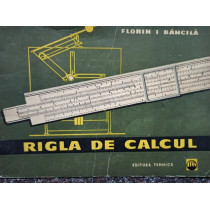 FLORIN I BĂNCILĂ
RIGLA DE CALCUL
EDITURA TEHNICĂ